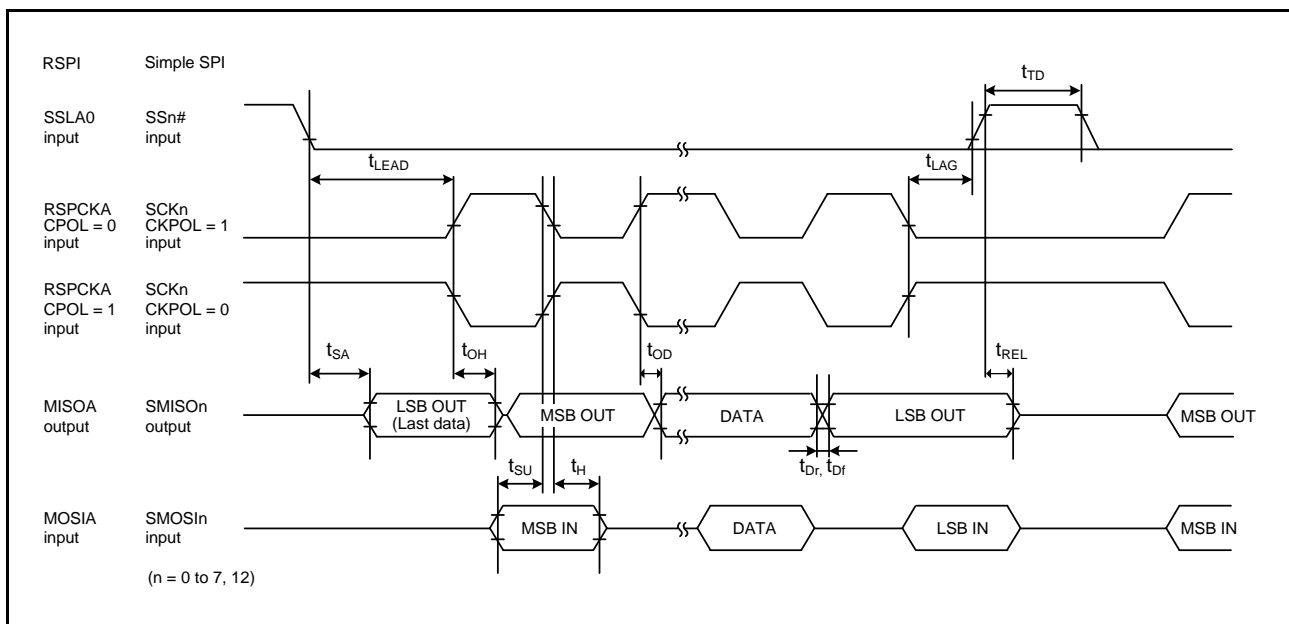 RSPI Simple SPI
tTD
SSLA0 SSn#
input input
tLEAD
tLAG
RSPCKA SCKn
CPOL = 0 CKPOL = 1
input input
RSPCKA SCKn
CPOL = 1 CKPOL = 0
input input
tSA tOH tOD tREL
MISOA SMISOn
output output
LSB OUT
(Last data)
MSB OUT DATA LSB OUT MSB OUT
tSU tH tDr, tDf
MOSIA SMOSIn
input input
MSB IN DATA LSB IN MSB IN
(n = 0 to 7, 12)